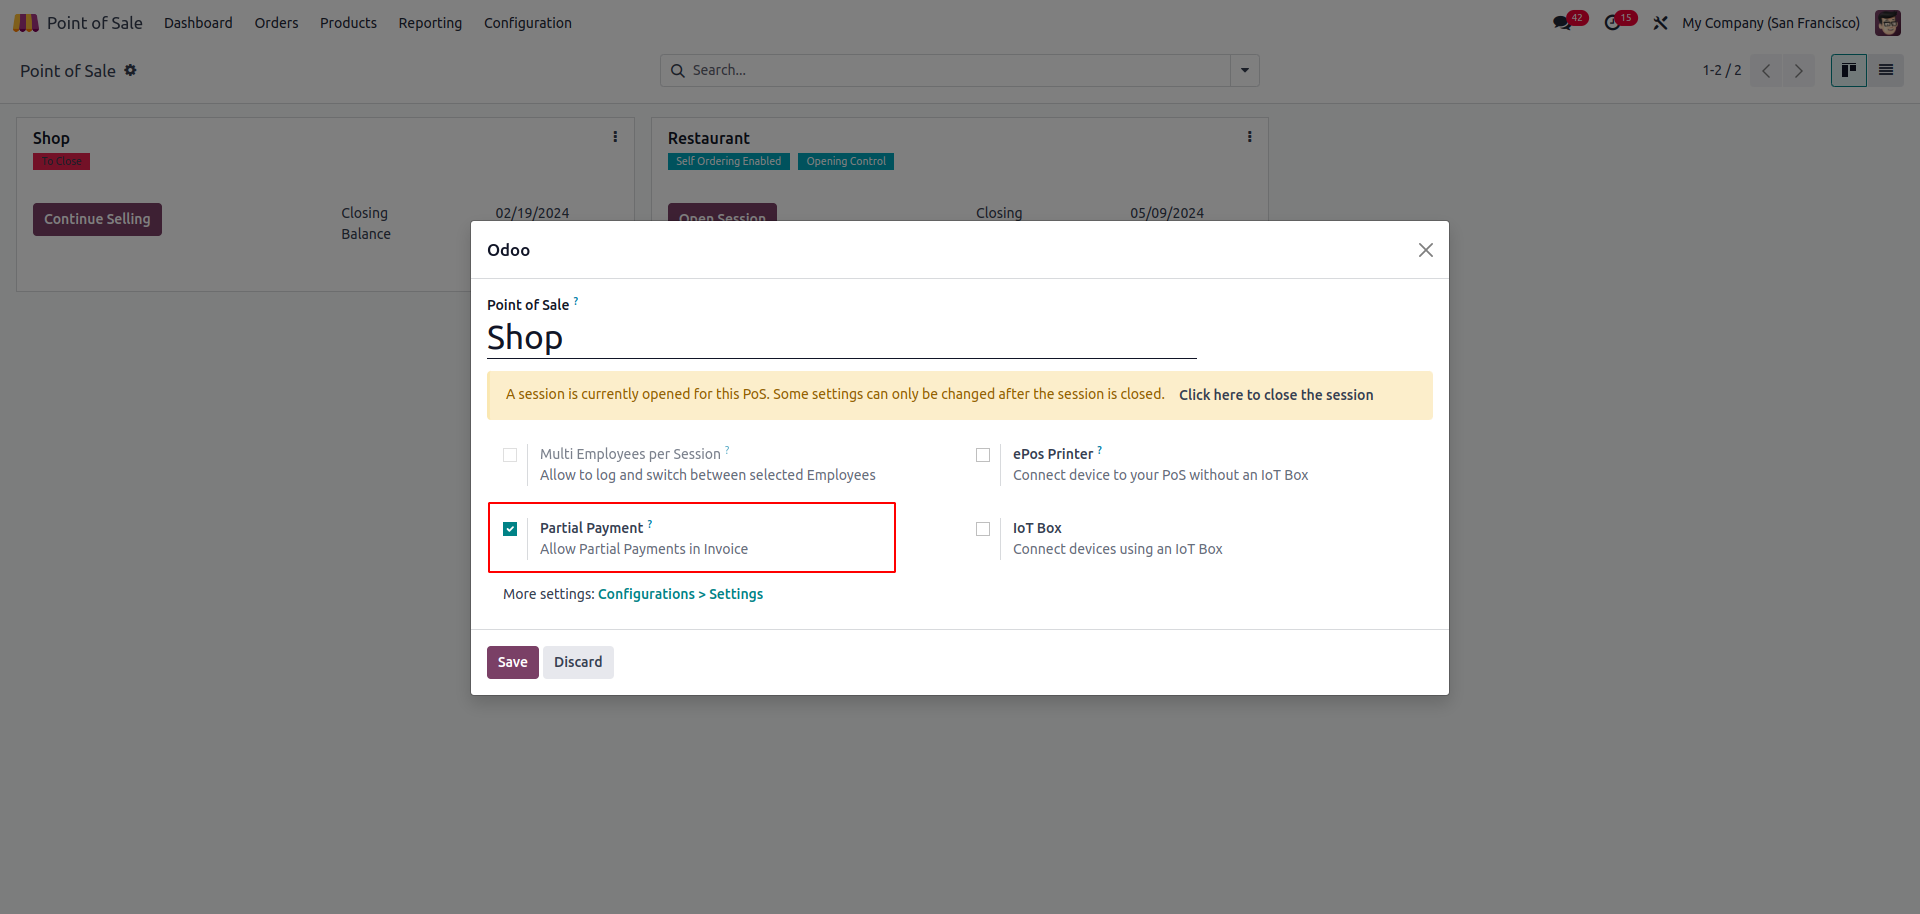 Point of Sale Dashboard Orders Products Reporting Configuration 42 15 My Company (San Francisco)
Point of Sale Search... 1-2 / 2
Shop
To Close
Continue Selling Closing 02/19/2024
Balance
Restaurant
Self Ordering Enabled Opening Control
Open Session Closing 05/09/2024
Odoo
Point of Sale ?
Shop
A session is currently opened for this PoS. Some settings can only be changed after the session is closed. Click here to close the session
Multi Employees per Session ?
Allow to log and switch between selected Employees
ePos Printer ?
Connect device to your PoS without an IoT Box
Partial Payment ?
Allow Partial Payments in Invoice
IoT Box
Connect devices using an IoT Box
More settings: Configurations > Settings
Save Discard